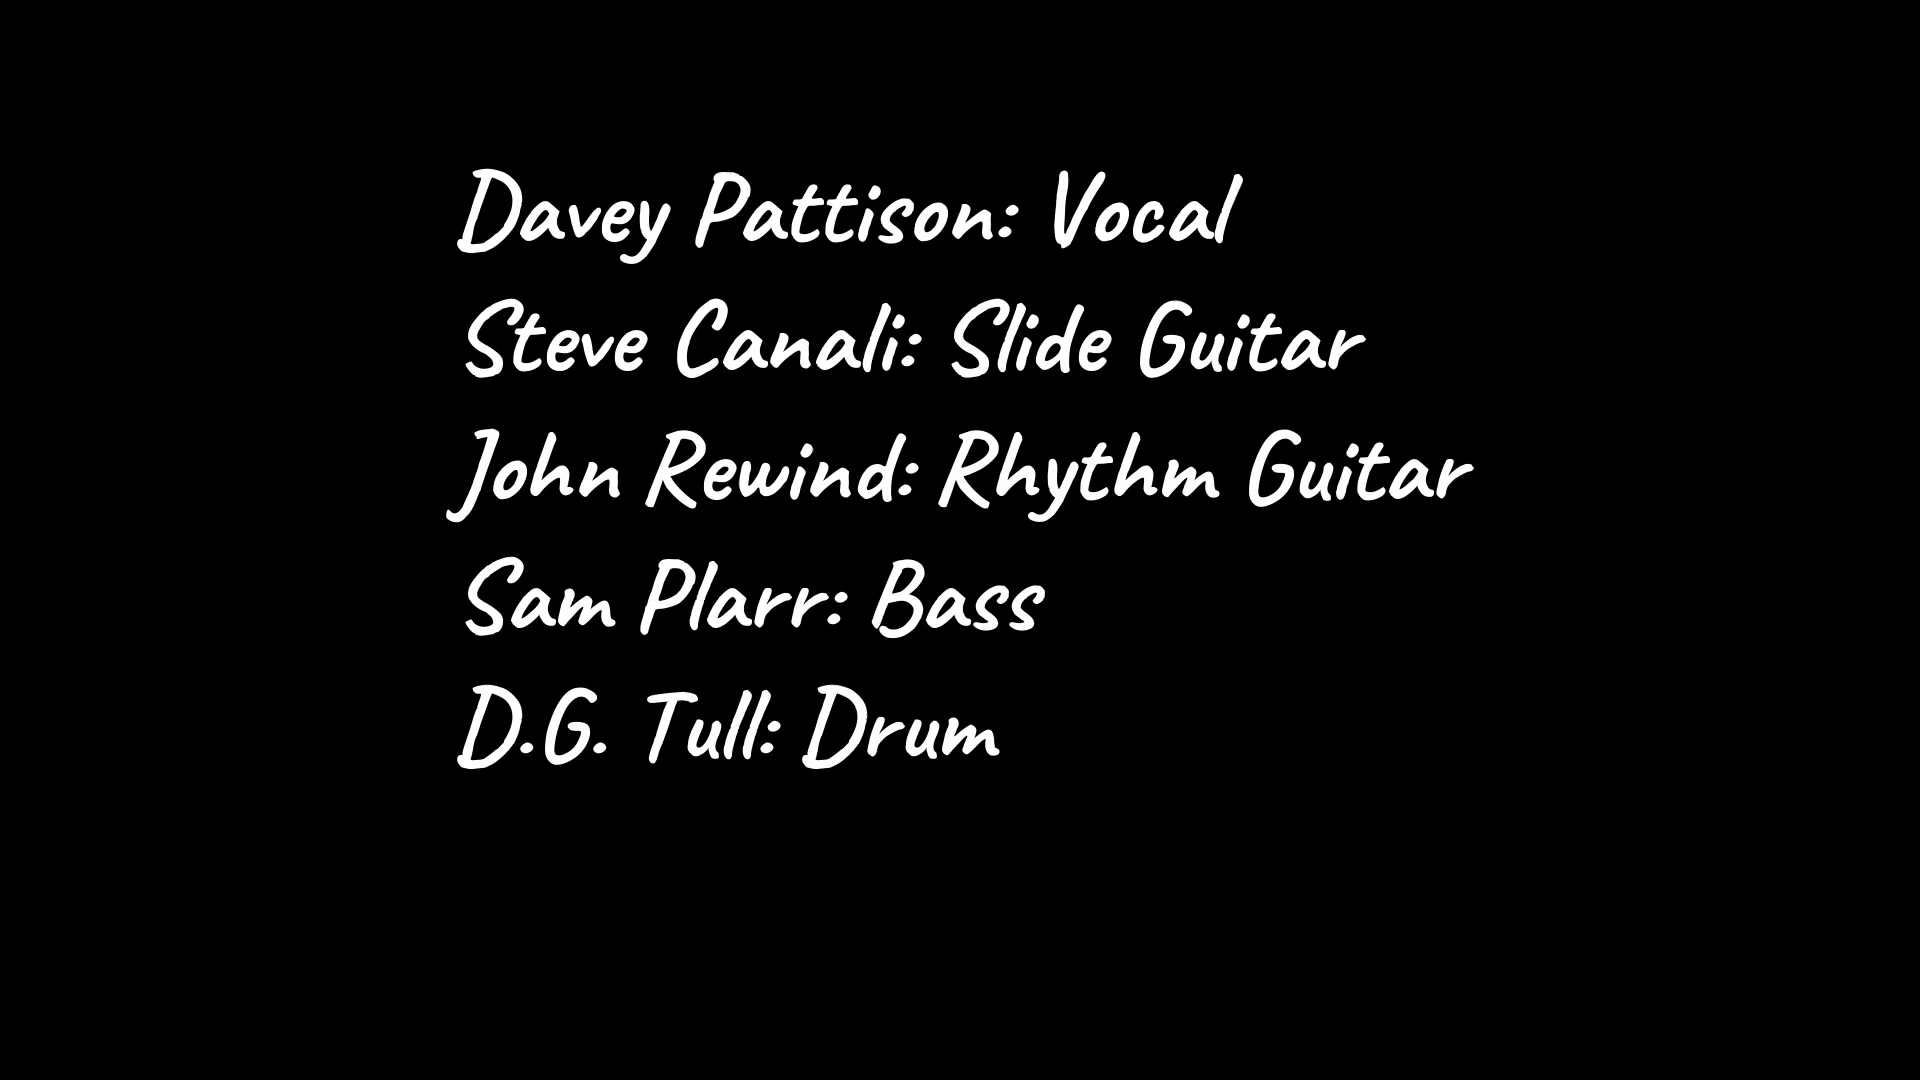 Davey Pattison: Vocal
Steve Canali: Slide Guitar
John Rewind: Rhythm Guitar
Sam Plarr: Bass
D.G. Tull: Drum